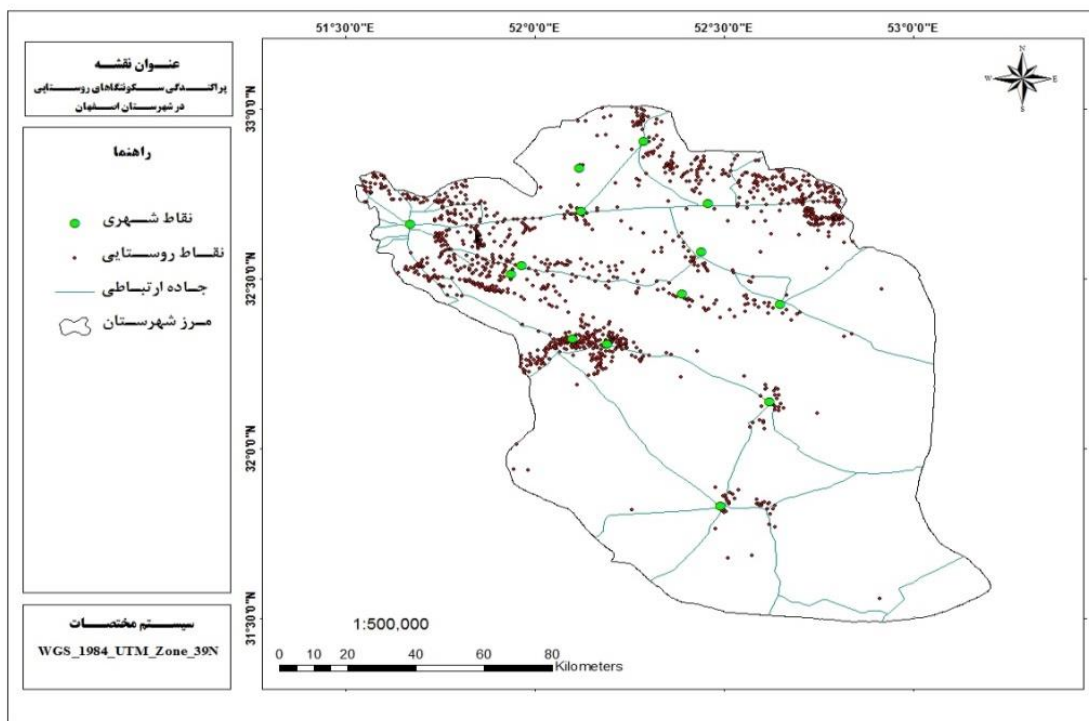 عنوان نقشه
پراکندگی سکونتگاهای روستایی
در شهرستان اصفهان
راهنما
نقاط شهری
نقاط روستایی
جاده ارتباطی
مرز شهرستان
سیستم مختصات
WGS_1984_UTM_Zone_39N
51°30'0"E 52°0'0"E 52°30'0"E 53°0'0"E
33°0'0"N
32°30'0"N
32°0'0"N
31°30'0"N
N
W E
S
1:500,000
0 10 20 40 60 80
Kilometers